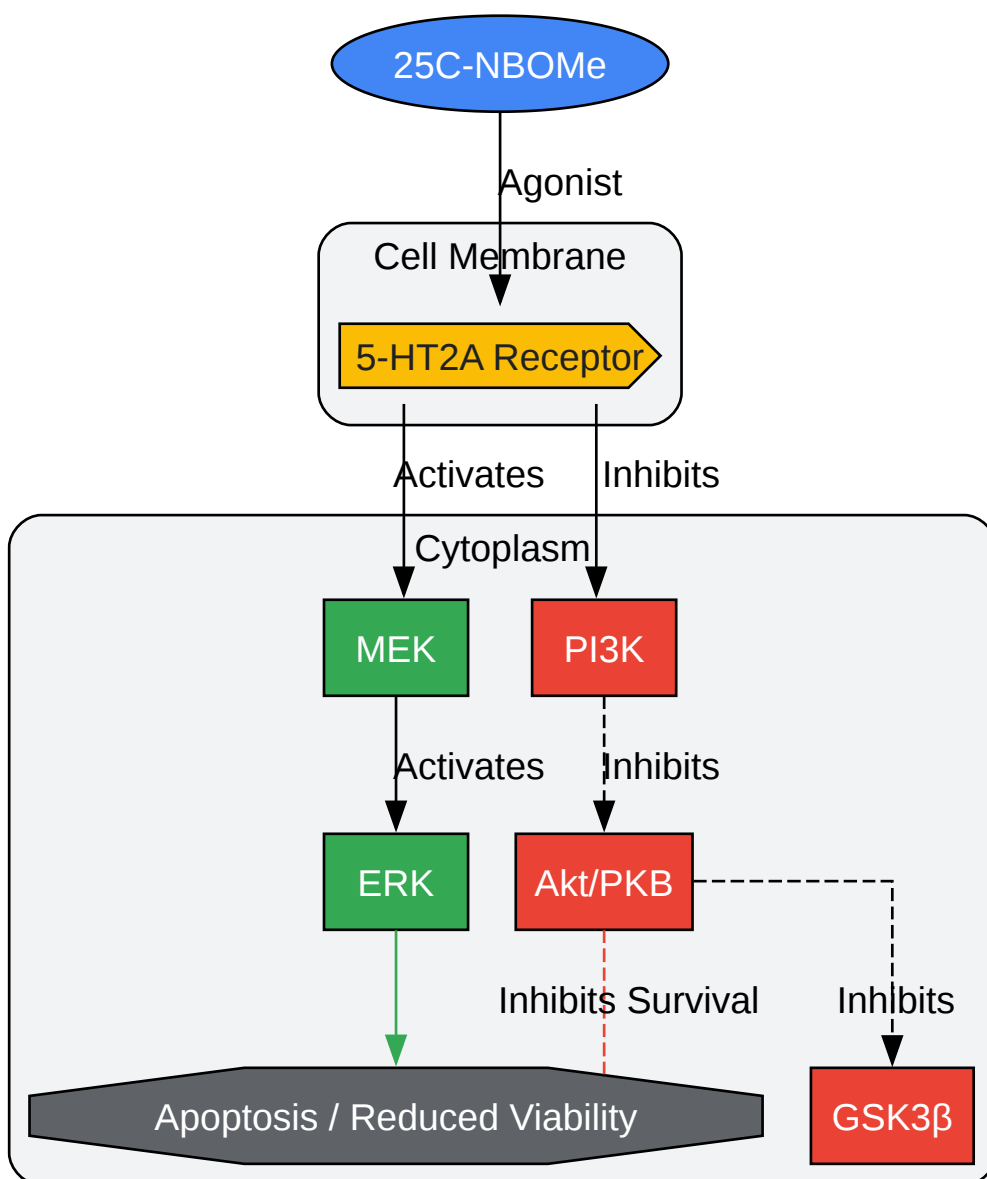 25C-NBOMe
Agonist
Cell Membrane
5-HT2A Receptor
Activates
Inhibits
Cytoplasm
MEK
PI3K
Activates
Inhibits
ERK
Akt/PKB
Inhibits Survival
Inhibits
Apoptosis / Reduced Viability
GSK3β